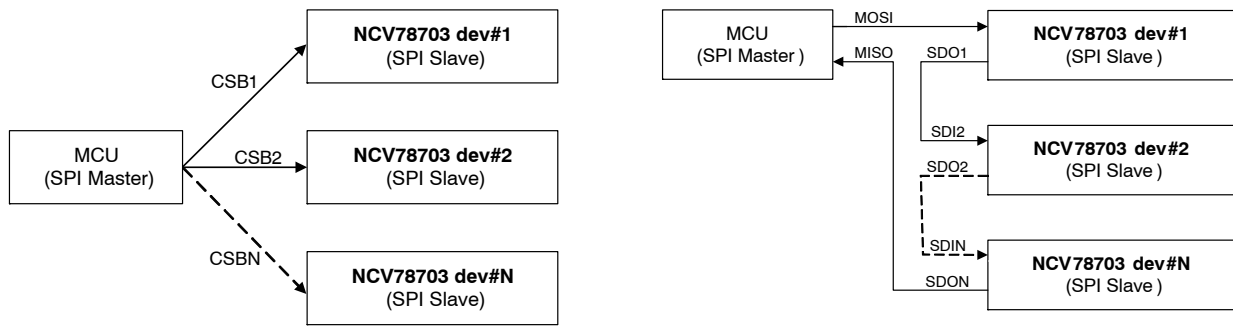 NCV78703 dev#1
(SPI Slave)
CSB1
MCU
(SPI Master)
CSB2
NCV78703 dev#2
(SPI Slave)
CSBN
NCV78703 dev#N
(SPI Slave)
MCU
(SPI Master )
MOSI
MISO
NCV78703 dev#1
(SPI Slave )
SDO1
SDI2
NCV78703 dev#2
(SPI Slave )
SDO2
SDIN
NCV78703 dev#N
(SPI Slave )
SDON